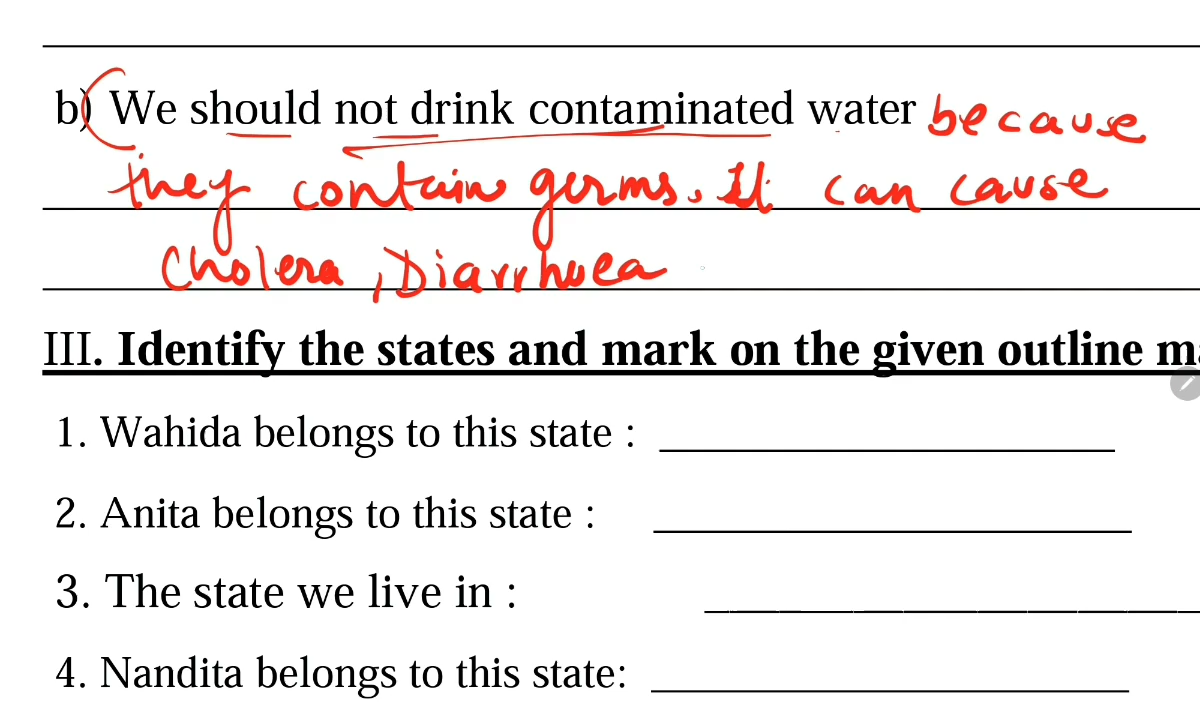 b) We should not drink contaminated water because
they contain germs. It can cause
Cholera, Diarrhoea
III. Identify the states and mark on the given outline ma
1. Wahida belongs to this state :
2. Anita belongs to this state :
3. The state we live in :
4. Nandita belongs to this state: